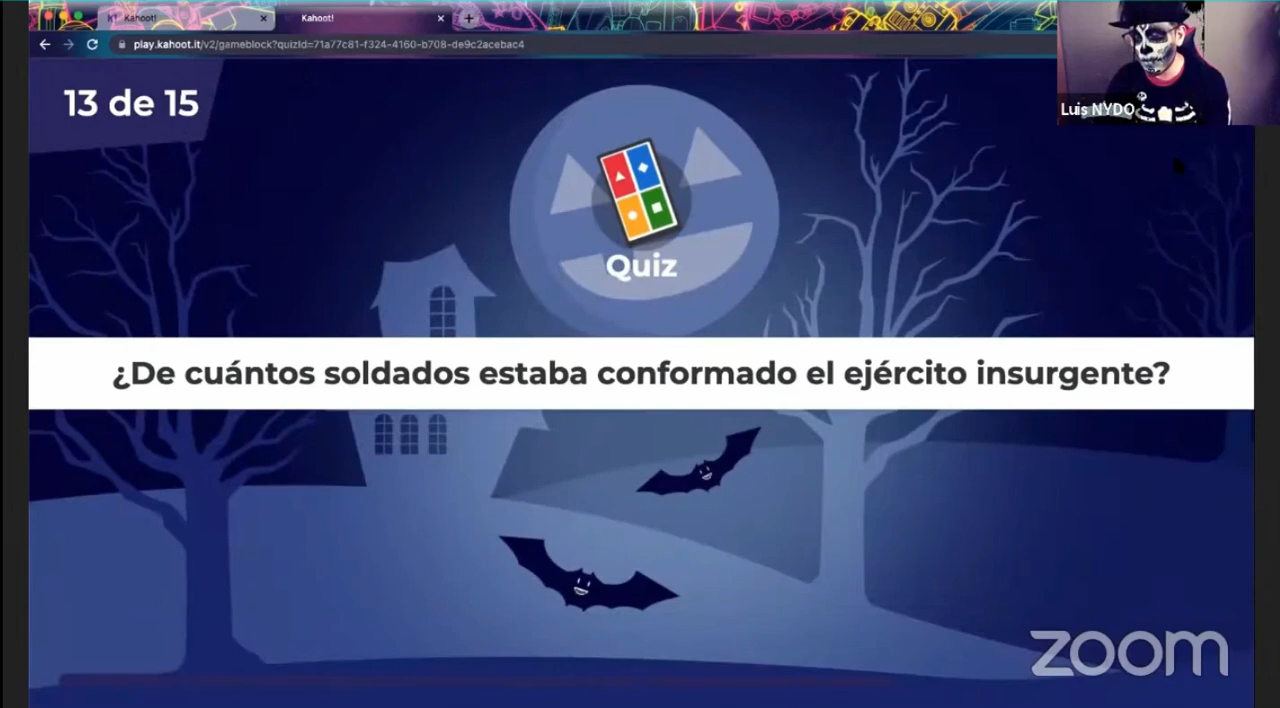 Kahoot!
Kahoot!
play.kahoot.it/v2/gameblock?quizId=71a77c81-f324-4160-b708-de9c2acebac4
Luis NYDO
13 de 15
Quiz
¿De cuántos soldados estaba conformado el ejército insurgente?
zoom